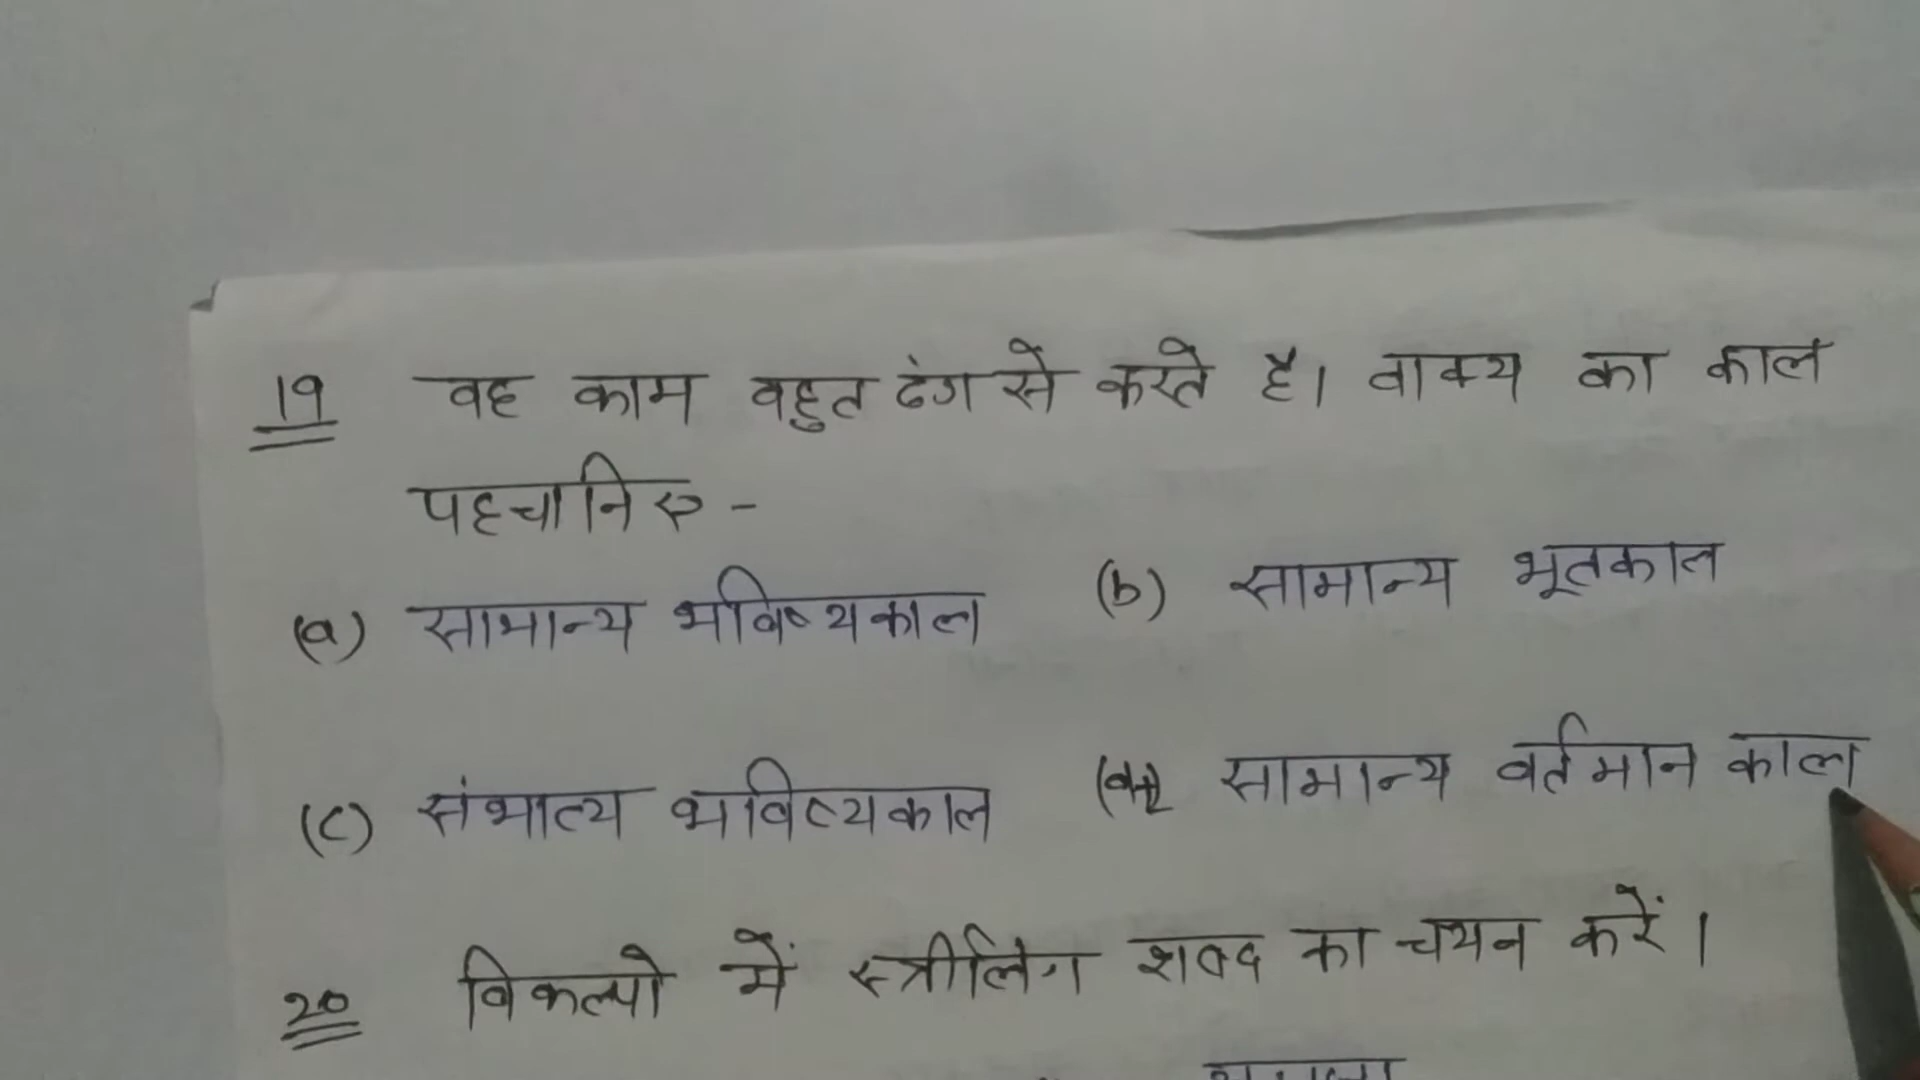 19 वह काम बहुत ढंग से करते है। वाक्य का काल
पहचानिए -
(a) सामान्य भविष्यकाल (b) सामान्य भूतकाल
(c) संभाव्य भविष्यकाल (d) सामान्य वर्तमान काल
20 विकल्पो में स्त्रीलिंग शब्द का चयन करें।